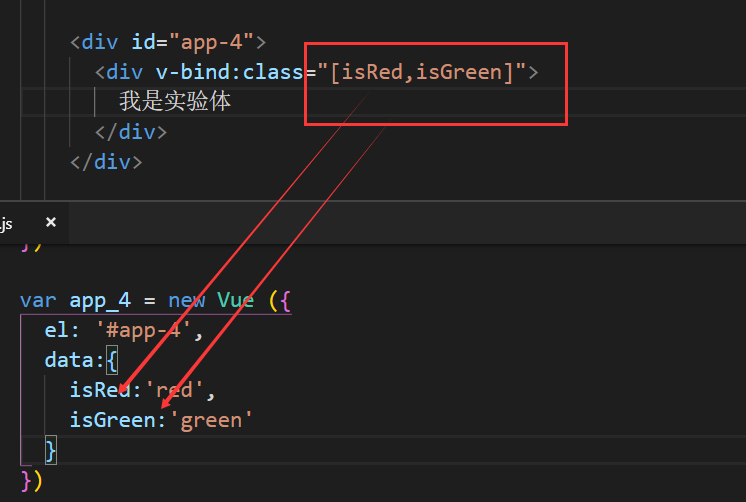 <div id="app-4">
<div v-bind:class="[isRed,isGreen]">
我是实验体
</div>
</div>
.js ×
})
var app_4 = new Vue ({
el: '#app-4',
data:{
isRed:'red',
isGreen:'green'
}
})